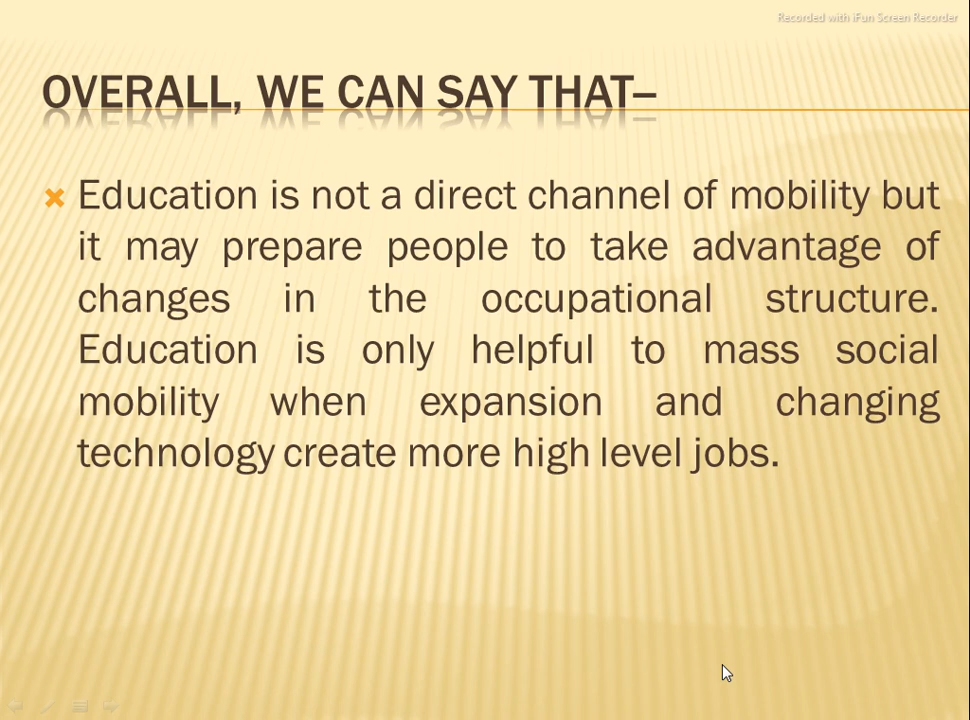 Recorded with iFun Screen Recorder
OVERALL, WE CAN SAY THAT–
Education is not a direct channel of mobility but
it may prepare people to take advantage of
changes in the occupational structure.
Education is only helpful to mass social
mobility when expansion and changing
technology create more high level jobs.